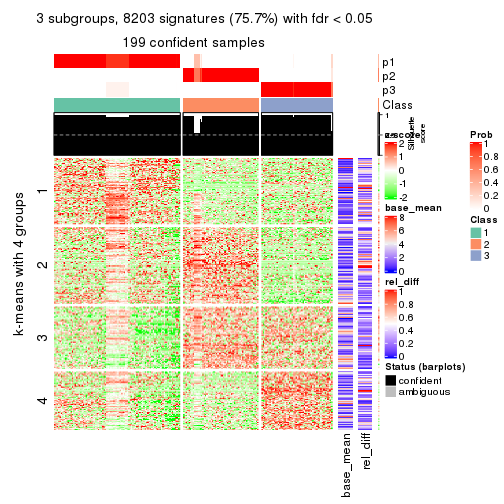 3 subgroups, 8203 signatures (75.7%) with fdr < 0.05
199 confident samples
p1
p2
p3
Class
1
Silhouette
score
k-means with 4 groups
1
2
3
4
base_mean
rel_diff
z-score
2
1
0
-1
-2
base_mean
8
6
4
2
0
rel_diff
1
0.8
0.6
0.4
0.2
0
Status (barplots)
confident
ambiguous
Prob
1
0.8
0.6
0.4
0.2
0
Class
1
2
3